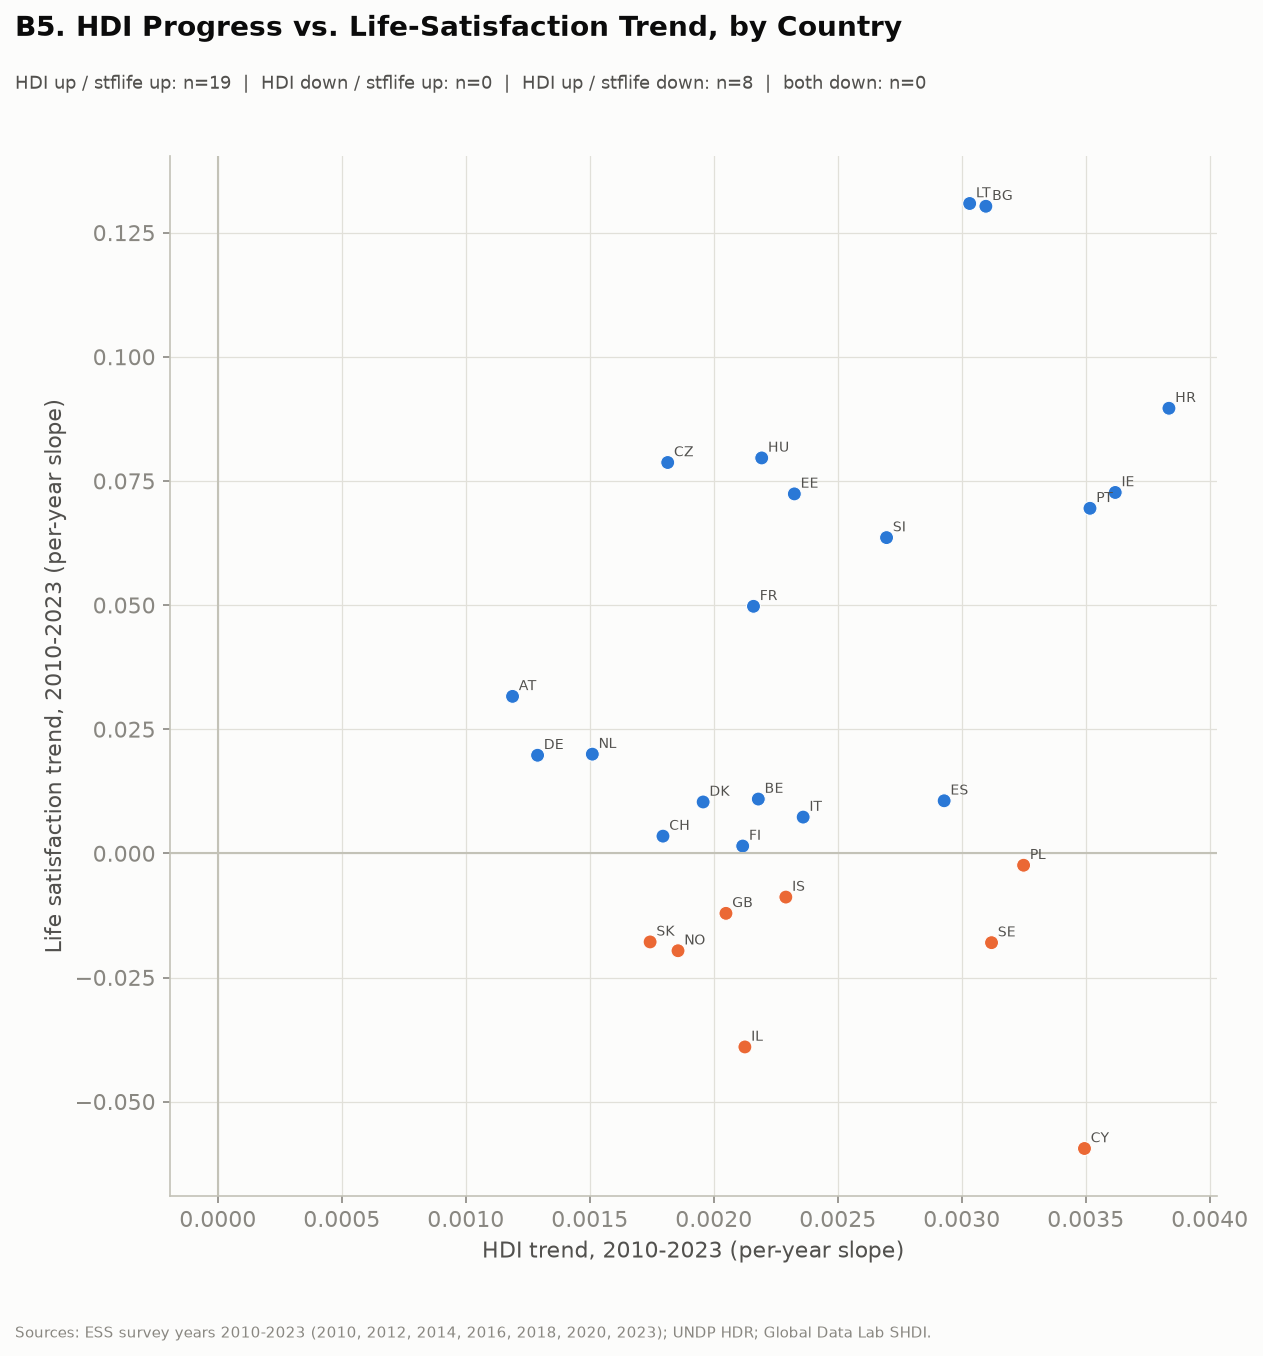 B5. HDI Progress vs. Life-Satisfaction Trend, by Country
HDI up / stflife up: n=19 | HDI down / stflife up: n=0 | HDI up / stflife down: n=8 | both down: n=0
LT BG
0.125
0.100
HR
CZ
HU
0.075
EE
IE
PT
SI
0.050
FR
AT
0.025
DE
NL
DK
BE
IT
ES
CH
FI
0.000
PL
IS
GB
SK
NO
SE
−0.025
IL
−0.050
CY
Life satisfaction trend, 2010-2023 (per-year slope)
0.0000 0.0005 0.0010 0.0015 0.0020 0.0025 0.0030 0.0035 0.0040
HDI trend, 2010-2023 (per-year slope)
Sources: ESS survey years 2010-2023 (2010, 2012, 2014, 2016, 2018, 2020, 2023); UNDP HDR; Global Data Lab SHDI.